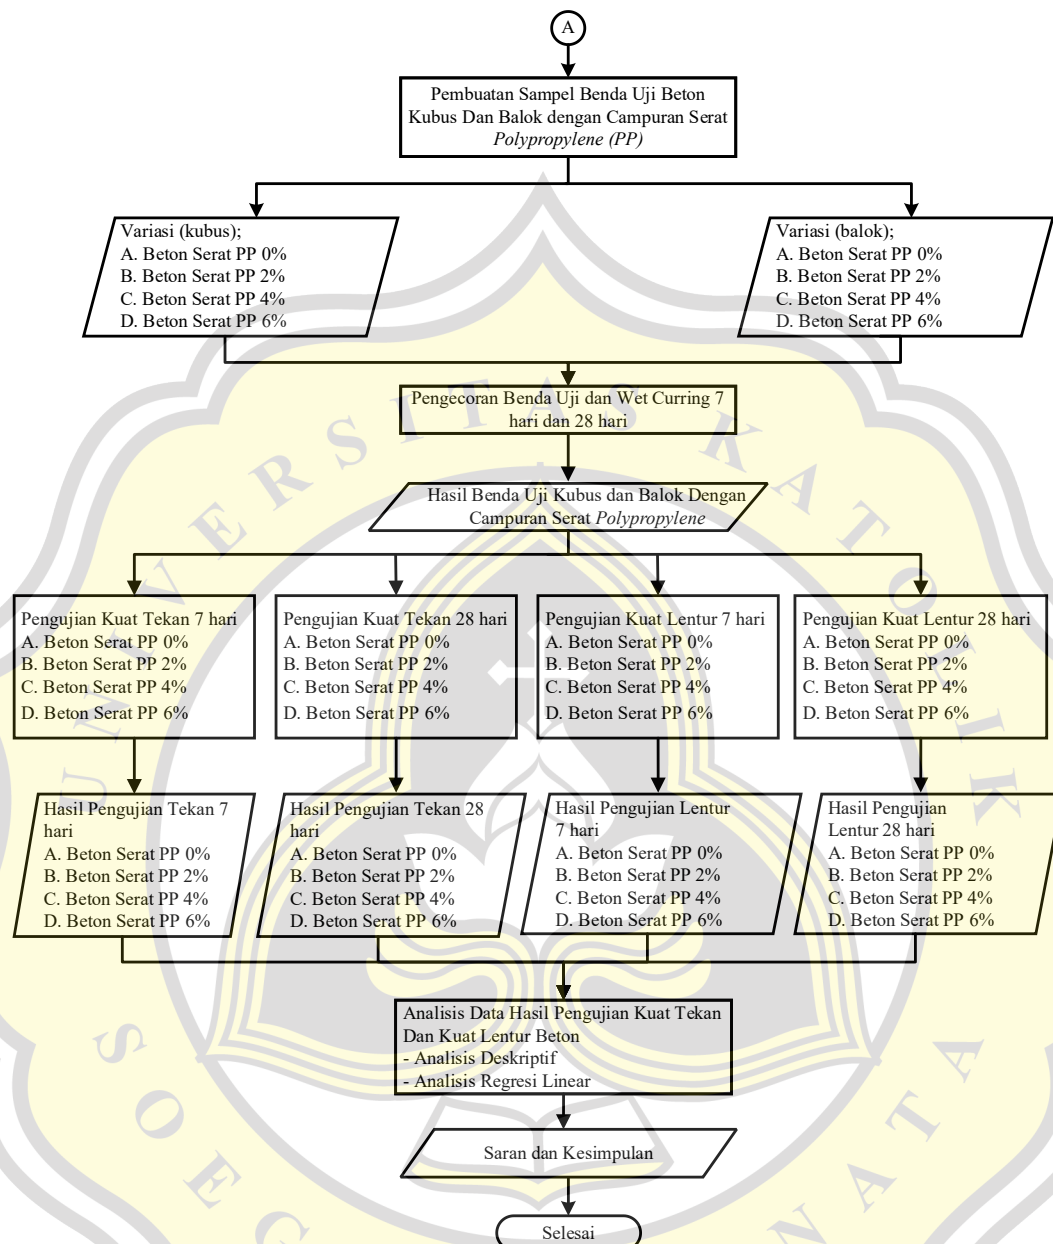 A
Pembuatan Sampel Benda Uji Beton
Kubus Dan Balok dengan Campuran Serat
Polypropylene (PP)
Variasi (kubus);
A. Beton Serat PP 0%
B. Beton Serat PP 2%
C. Beton Serat PP 4%
D. Beton Serat PP 6%
Variasi (balok);
A. Beton Serat PP 0%
B. Beton Serat PP 2%
C. Beton Serat PP 4%
D. Beton Serat PP 6%
Pengecoran Benda Uji dan Wet Curring 7
hari dan 28 hari
Hasil Benda Uji Kubus dan Balok Dengan
Campuran Serat Polypropylene
Pengujian Kuat Tekan 7 hari
A. Beton Serat PP 0%
B. Beton Serat PP 2%
C. Beton Serat PP 4%
D. Beton Serat PP 6%
Pengujian Kuat Tekan 28 hari
A. Beton Serat PP 0%
B. Beton Serat PP 2%
C. Beton Serat PP 4%
D. Beton Serat PP 6%
Pengujian Kuat Lentur 7 hari
A. Beton Serat PP 0%
B. Beton Serat PP 2%
C. Beton Serat PP 4%
D. Beton Serat PP 6%
Pengujian Kuat Lentur 28 hari
A. Beton Serat PP 0%
B. Beton Serat PP 2%
C. Beton Serat PP 4%
D. Beton Serat PP 6%
Hasil Pengujian Tekan 7
hari
A. Beton Serat PP 0%
B. Beton Serat PP 2%
C. Beton Serat PP 4%
D. Beton Serat PP 6%
Hasil Pengujian Tekan 28
hari
A. Beton Serat PP 0%
B. Beton Serat PP 2%
C. Beton Serat PP 4%
D. Beton Serat PP 6%
Hasil Pengujian Lentur
7 hari
A. Beton Serat PP 0%
B. Beton Serat PP 2%
C. Beton Serat PP 4%
D. Beton Serat PP 6%
Hasil Pengujian
Lentur 28 hari
A. Beton Serat PP 0%
B. Beton Serat PP 2%
C. Beton Serat PP 4%
D. Beton Serat PP 6%
Analisis Data Hasil Pengujian Kuat Tekan
Dan Kuat Lentur Beton
- Analisis Deskriptif
- Analisis Regresi Linear
Saran dan Kesimpulan
Selesai
UNIVERSITAS KATOLIK